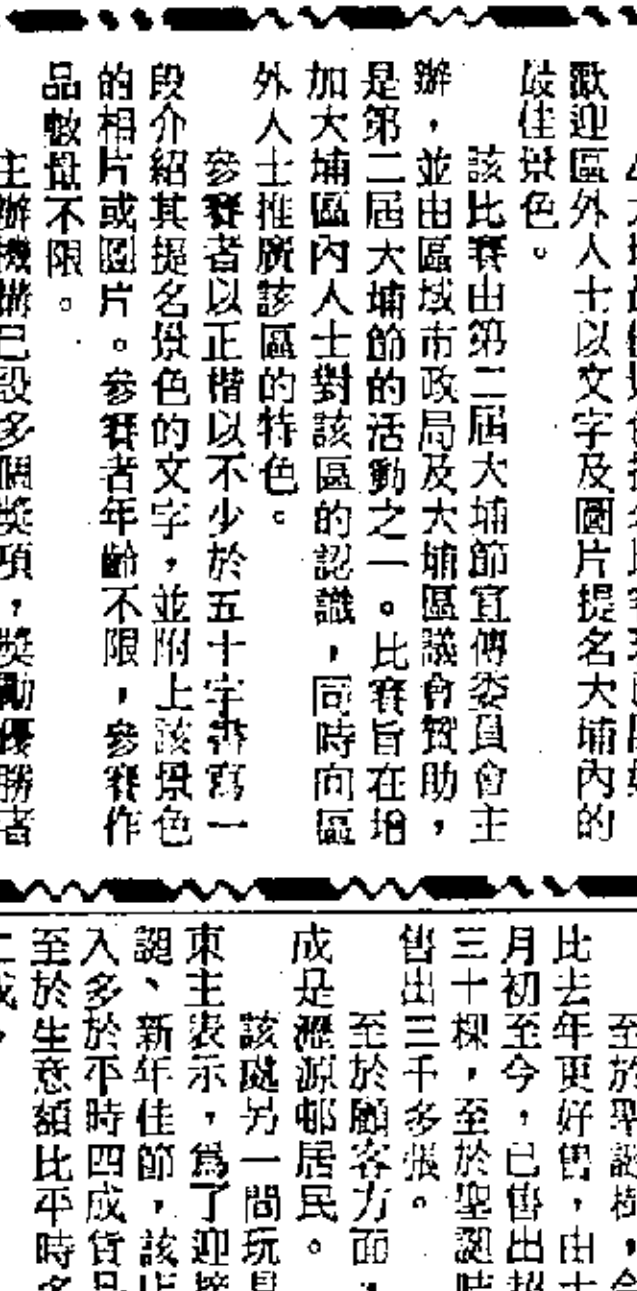 歡迎區外人士以文字及圖片提名大埔內的
最佳景色。
該比賽由第二屆大埔節宣傳委員會主
辦，並由區域市政局及大埔區議會贊助，
是第二屆大埔節的活動之一。比賽旨在增
加大埔區內人士對該區的認識，同時向區
外人士推廣該區的特色。
參賽者以正楷以不少於五十字書寫一
段介紹其提名景色的文字，並附上該景色
的相片或圖片。參賽者年齡不限，參賽作
品數量不限。
主辦機構已設多個獎項，獎勵優勝者
至於聖誕樹，
比去年更好售，由十
月初至今，已售出超
三十棵，至於聖誕
售出三千多張。
至於顧客方面，
成是瀝源邨居民。
該處另一間玩具
東主表示，為了迎接
誕、新年佳節，該店
入多於平時四成貨品
至於生意額比平時多
二成，